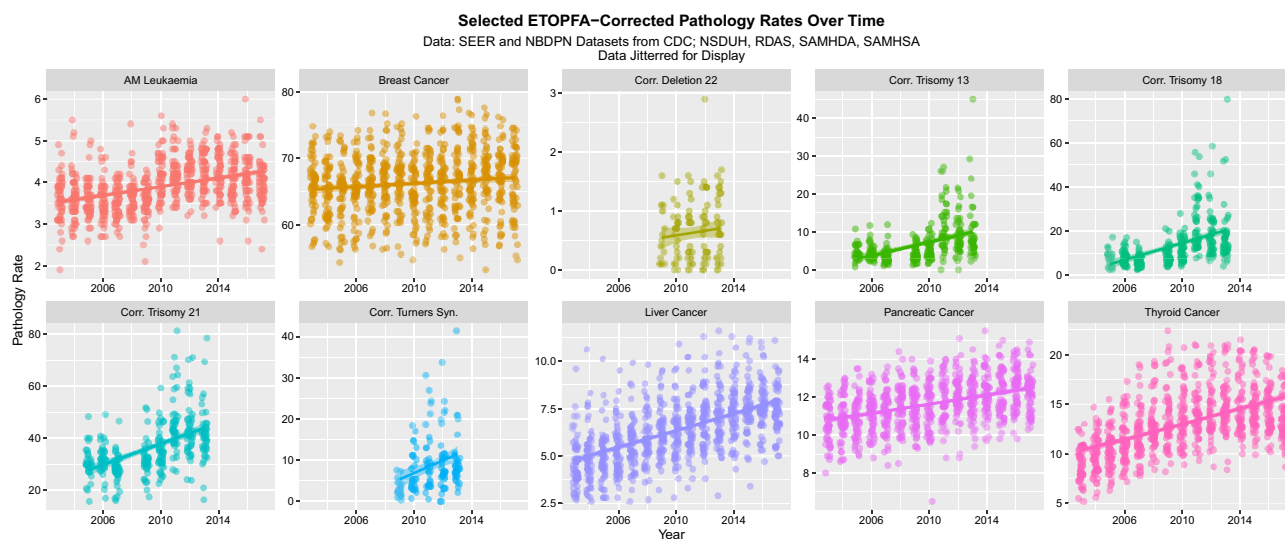 Selected ETOPFA−Corrected Pathology Rates Over Time
Data: SEER and NBDPN Datasets from CDC; NSDUH, RDAS, SAMHDA, SAMHSA
Data Jitterred for Display
AM Leukaemia
Breast Cancer
Corr. Deletion 22
Corr. Trisomy 13
Corr. Trisomy 18
6
5
4
3
2
80
70
60
3
2
1
0
40
30
20
10
0
80
60
40
20
0
2006 2010 2014
2006 2010 2014
2006 2010 2014
2006 2010 2014
2006 2010 2014
Pathology Rate
Corr. Trisomy 21
Corr. Turners Syn.
Liver Cancer
Pancreatic Cancer
Thyroid Cancer
80
60
40
20
40
30
20
10
0
10.0
7.5
5.0
2.5
14
12
10
8
20
15
10
5
2006 2010 2014
2006 2010 2014
2006 2010 2014
2006 2010 2014
2006 2010 2014
Year